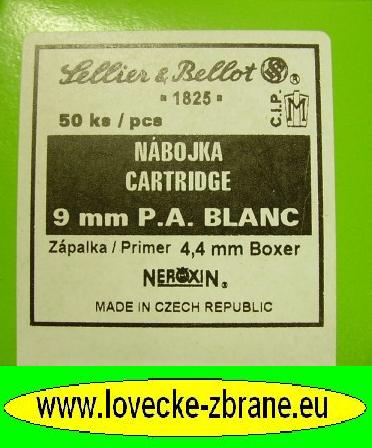 Sellier & Bellot ®
1825
C.I.P.
50 ks / pcs
NÁBOJKA
CARTRIDGE
9 mm P.A. BLANC
Zápalka / Primer 4,4 mm Boxer
NEROXIN®
MADE IN CZECH REPUBLIC
www.lovecke-zbrane.eu